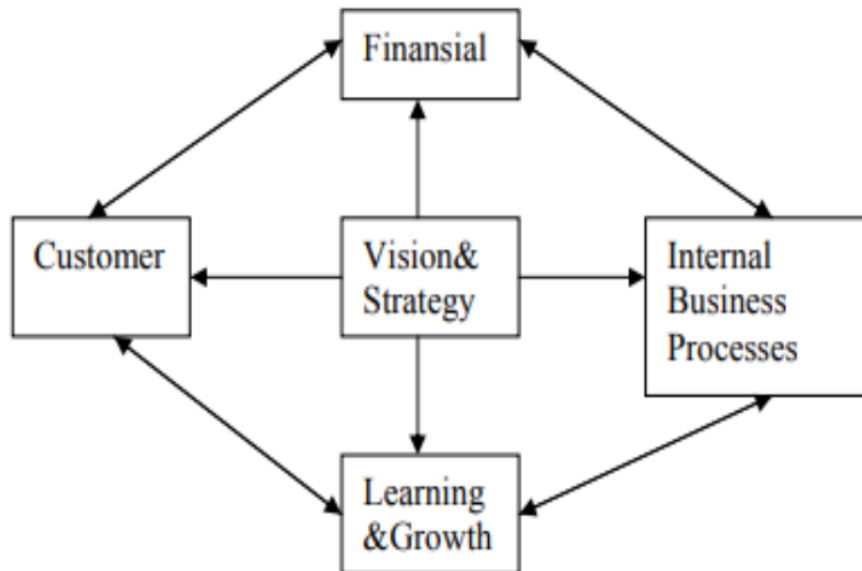 Finansial
Customer
Vision&
Strategy
Internal
Business
Processes
Learning
&Growth